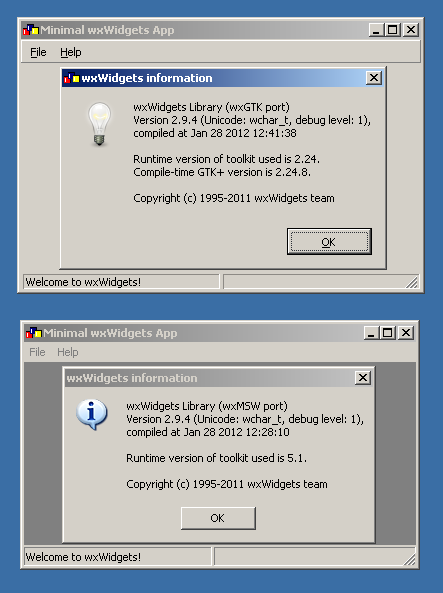 Minimal wxWidgets App
File Help
wxWidgets information
wxWidgets Library (wxGTK port)
Version 2.9.4 (Unicode: wchar_t, debug level: 1),
compiled at Jan 28 2012 12:41:38
Runtime version of toolkit used is 2.24.
Compile-time GTK+ version is 2.24.8.
Copyright (c) 1995-2011 wxWidgets team
OK
Welcome to wxWidgets!
Minimal wxWidgets App
File Help
wxWidgets information
wxWidgets Library (wxMSW port)
Version 2.9.4 (Unicode: wchar_t, debug level: 1),
compiled at Jan 28 2012 12:28:10
Runtime version of toolkit used is 5.1.
Copyright (c) 1995-2011 wxWidgets team
OK
Welcome to wxWidgets!